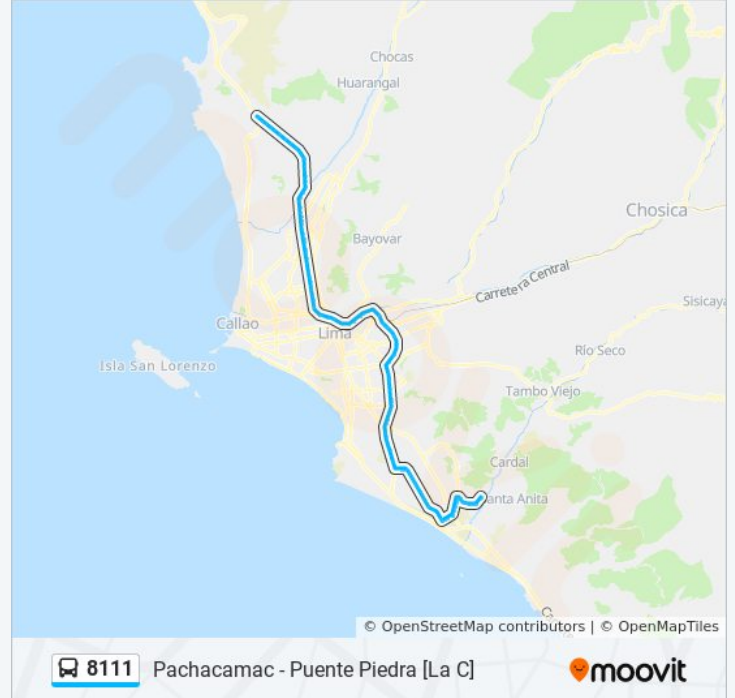 Chocas
Huarangal
Chosica
Bayovar
Carretera Central
Sisicaya
Callao
Lima
Río Seco
Isla San Lorenzo
Tambo Viejo
Cardal
anta Anita
© OpenStreetMap contributors | © OpenMapTiles
8111 Pachacamac - Puente Piedra [La C] moovit